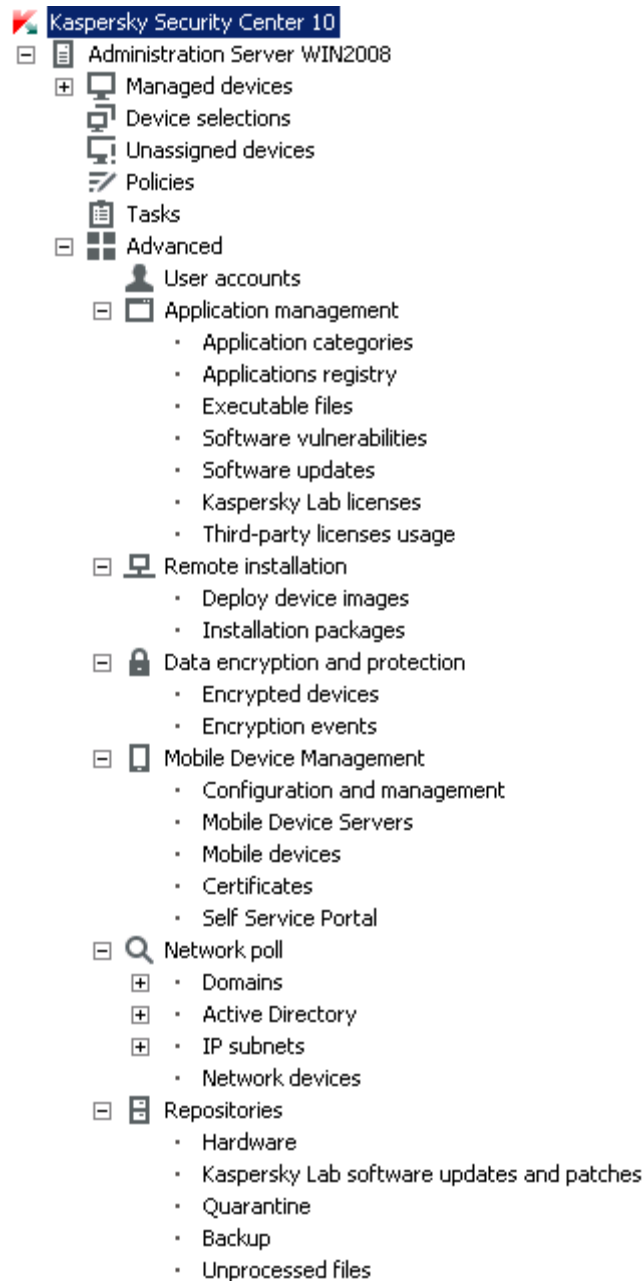 Kaspersky Security Center 10
Administration Server WIN2008
Managed devices
Device selections
Unassigned devices
Policies
Tasks
Advanced
User accounts
Application management
Application categories
Applications registry
Executable files
Software vulnerabilities
Software updates
Kaspersky Lab licenses
Third-party licenses usage
Remote installation
Deploy device images
Installation packages
Data encryption and protection
Encrypted devices
Encryption events
Mobile Device Management
Configuration and management
Mobile Device Servers
Mobile devices
Certificates
Self Service Portal
Network poll
Domains
Active Directory
IP subnets
Network devices
Repositories
Hardware
Kaspersky Lab software updates and patches
Quarantine
Backup
Unprocessed files